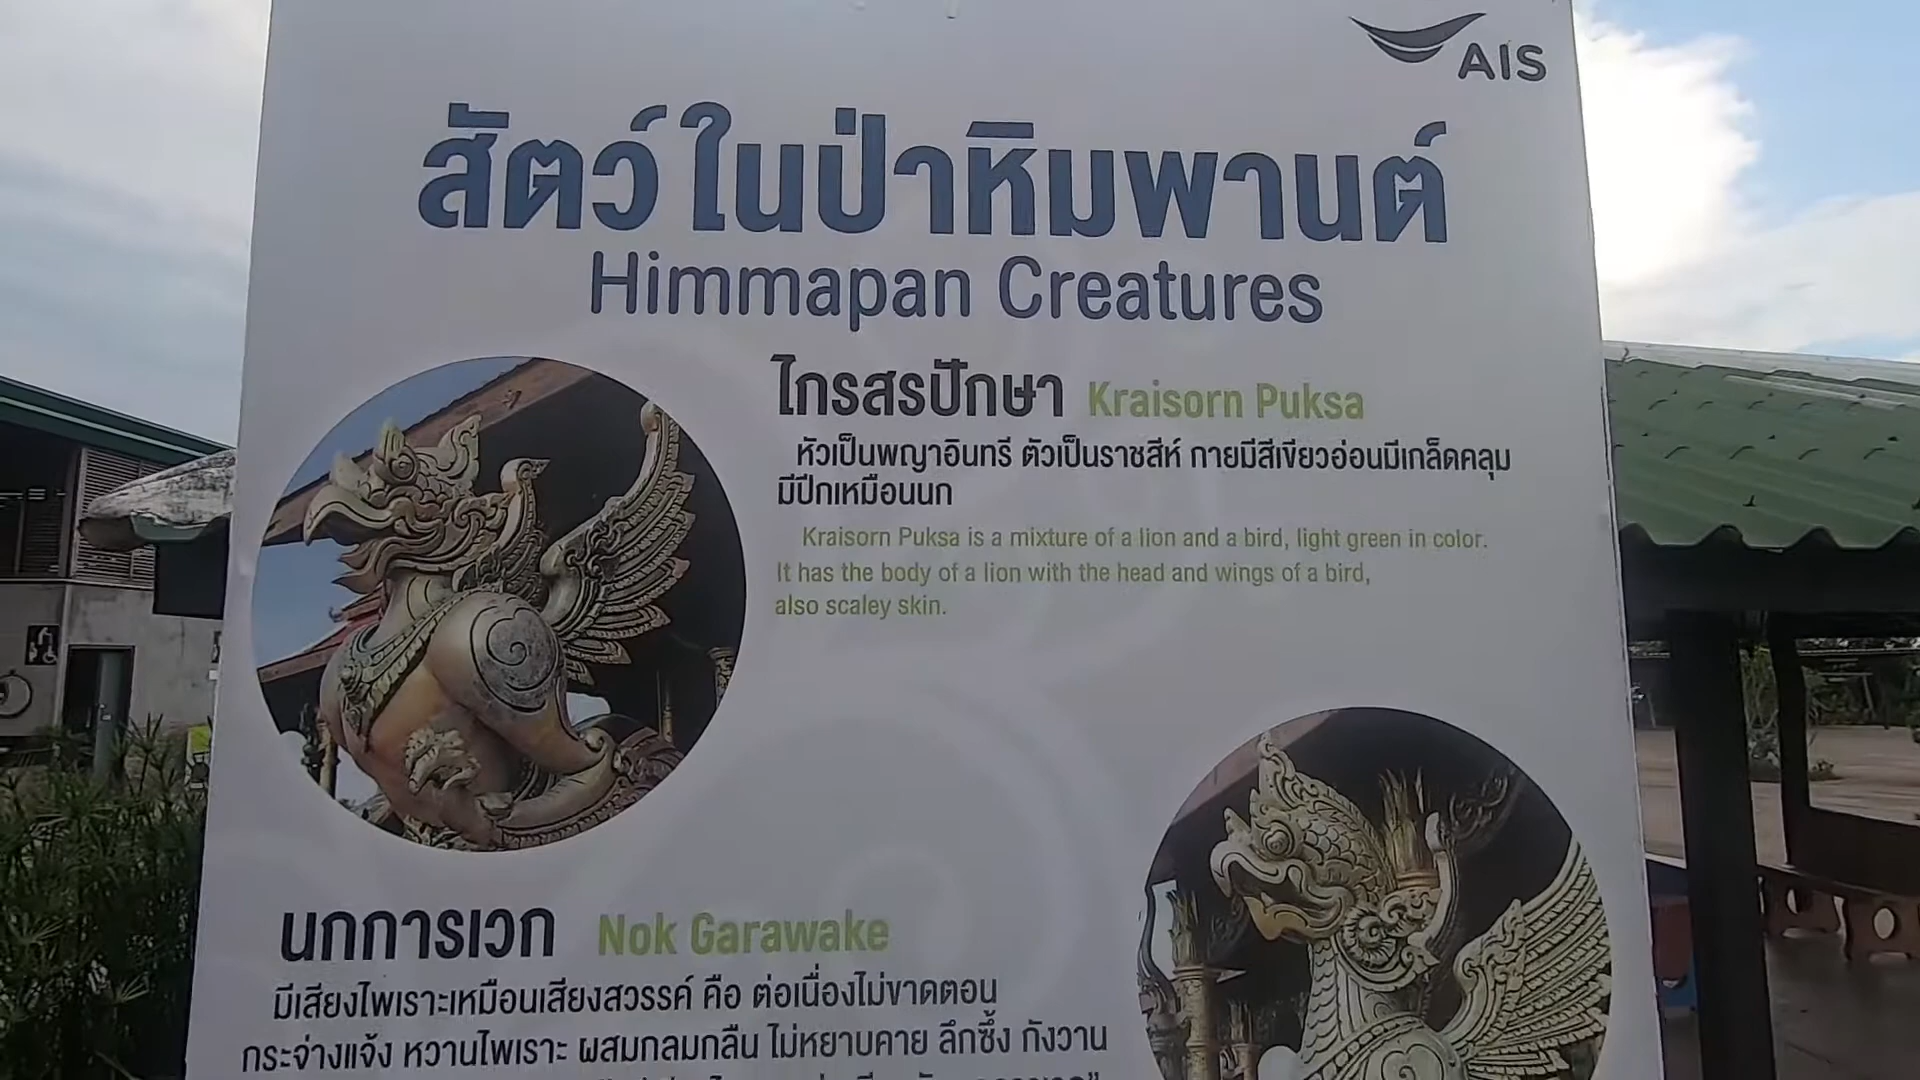 AIS
สัตว์ในป่าหิมพานต์
Himmapan Creatures
ไกรสรปักษา Kraisorn Puksa
หัวเป็นพญาอินทรี ตัวเป็นราชสีห์ กายมีสีเขียวอ่อนมีเกล็ดคลุม
มีปีกเหมือนนก
Kraisorn Puksa is a mixture of a lion and a bird, light green in color.
It has the body of a lion with the head and wings of a bird,
also scaley skin.
นกการเวก Nok Garawake
มีเสียงไพเราะเหมือนเสียงสวรรค์ คือ ต่อเนื่องไม่ขาดตอน
กระจ่างแจ้ง หวานไพเราะ ผสมกลมกลืน ไม่หยาบคาย ลึกซึ้ง กังวาน